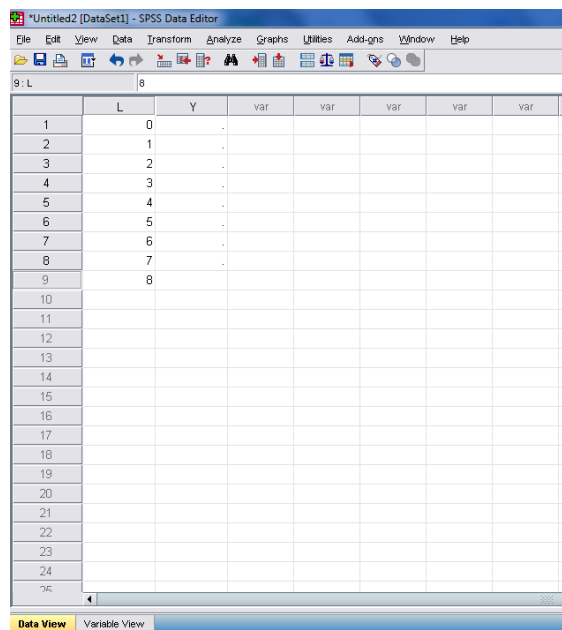 *Untitled2 [DataSet1] - SPSS Data Editor
File Edit View Data Transform Analyze Graphs Utilities Add-ons Window Help
9 : L 8
L Y var var var var var
1 0 .
2 1 .
3 2 .
4 3 .
5 4 .
6 5 .
7 6 .
8 7 .
9 8
10
11
12
13
14
15
16
17
18
19
20
21
22
23
24
25
Data View Variable View